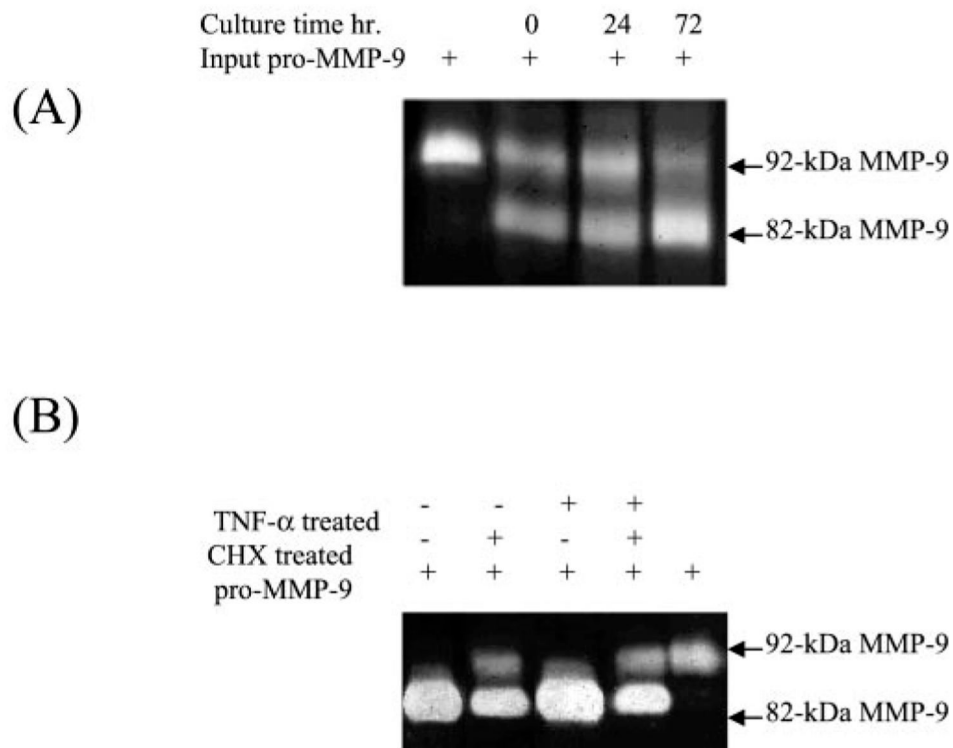 Culture time hr. 0 24 72
Input pro-MMP-9 + + + +
(A)
92-kDa MMP-9
82-kDa MMP-9
(B)
- - + +
TNF-α treated
- + - +
CHX treated
+ + + + +
pro-MMP-9
92-kDa MMP-9
82-kDa MMP-9